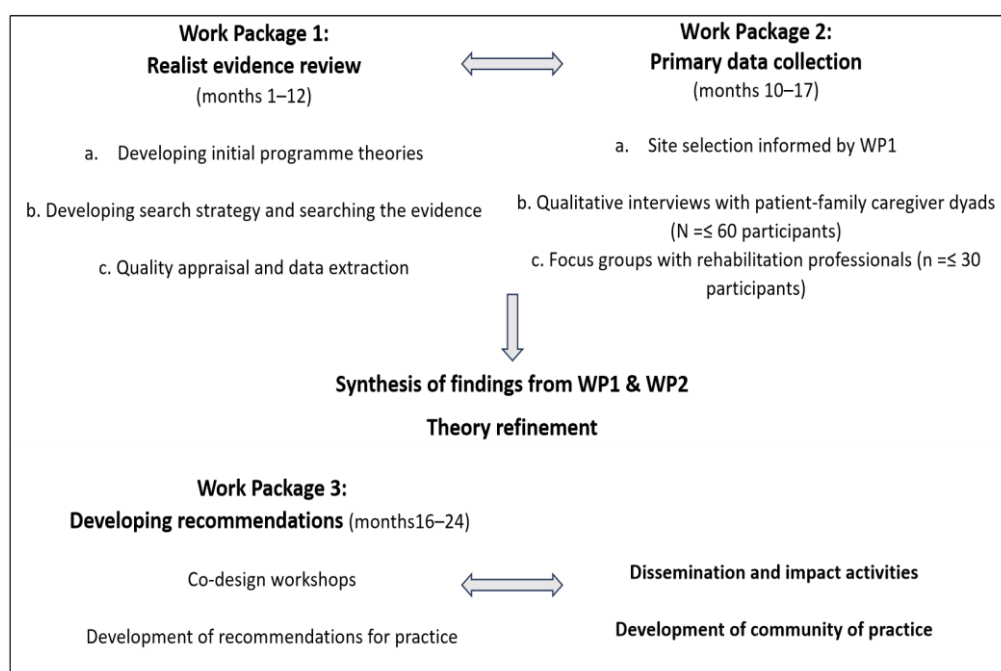 Work Package 1:
Realist evidence review
(months 1–12)
a. Developing initial programme theories
b. Developing search strategy and searching the evidence
c. Quality appraisal and data extraction
Work Package 2:
Primary data collection
(months 10–17)
a. Site selection informed by WP1
b. Qualitative interviews with patient-family caregiver dyads
(N =≤ 60 participants)
c. Focus groups with rehabilitation professionals (n =≤ 30
participants)
Synthesis of findings from WP1 & WP2
Theory refinement
Work Package 3:
Developing recommendations (months16–24)
Co-design workshops
Development of recommendations for practice
Dissemination and impact activities
Development of community of practice